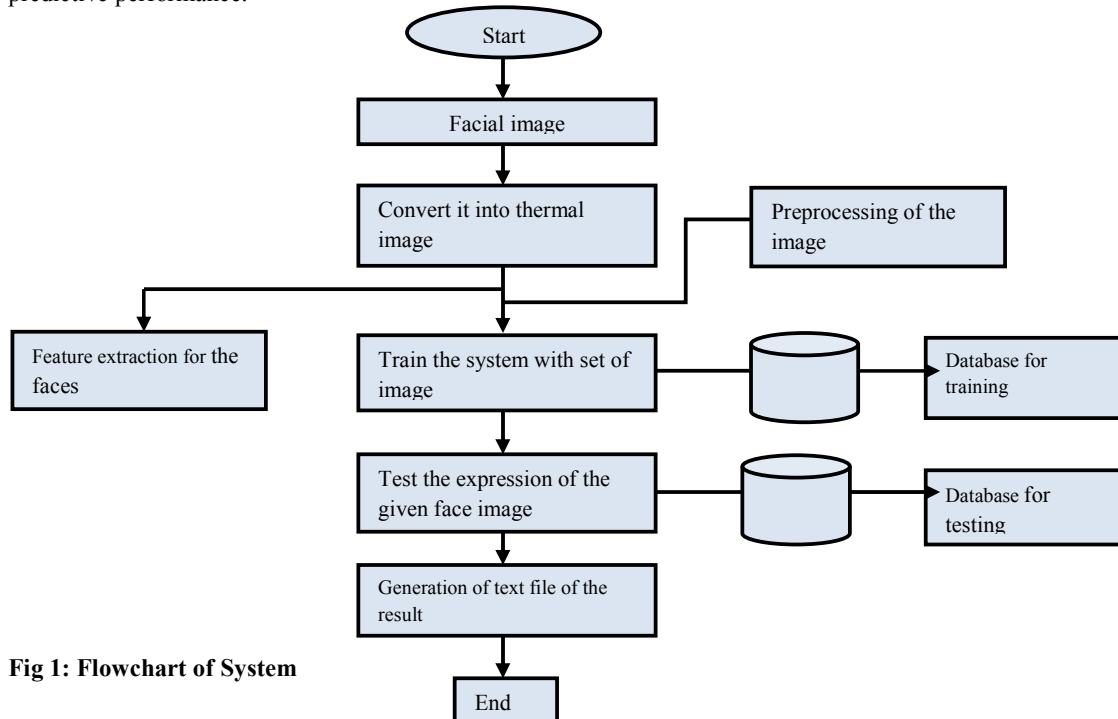 predictive performance.
Start
Facial image
Convert it into thermal
image
Preprocessing of the
image
Feature extraction for the
faces
Train the system with set of
image
Database for
training
Test the expression of the
given face image
Database for
testing
Generation of text file of the
result
Fig 1: Flowchart of System
End